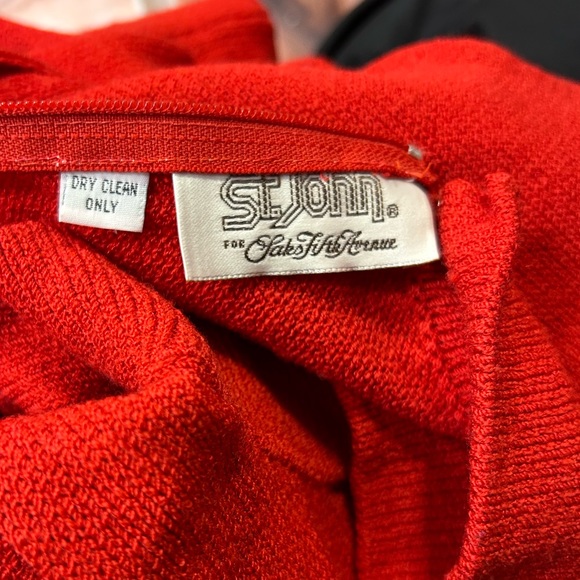 DRY CLEAN
ONLY
St. John®
FOR Saks Fifth Avenue